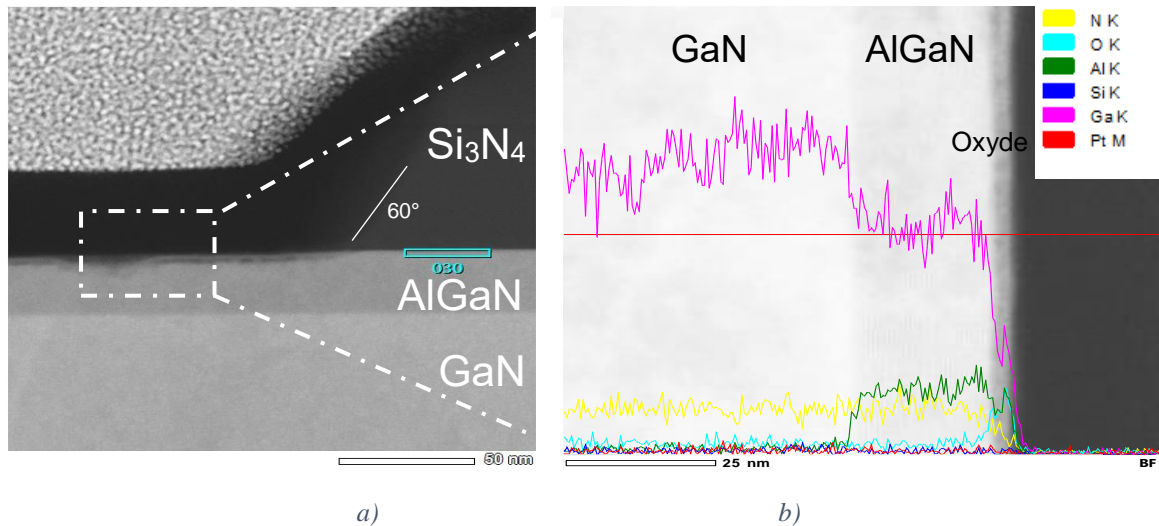 Si₃N₄
60°
030
AlGaN
GaN
50 nm
a)
GaN AlGaN
Oxyde
N K
O K
Al K
Si K
Ga K
Pt M
25 nm
BF
b)